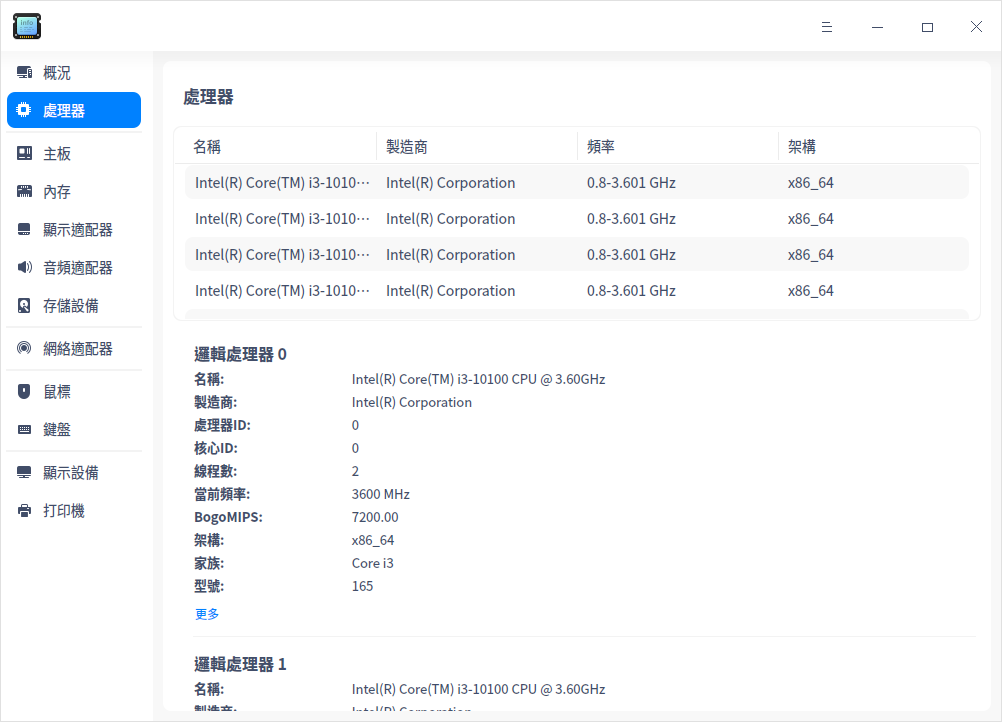 info
概況
處理器
主板
內存
顯示適配器
音頻適配器
存儲設備
網絡適配器
鼠標
鍵盤
顯示設備
打印機
處理器
名稱 製造商 頻率 架構
Intel(R) Core(TM) i3-1010··· Intel(R) Corporation 0.8-3.601 GHz x86_64
Intel(R) Core(TM) i3-1010··· Intel(R) Corporation 0.8-3.601 GHz x86_64
Intel(R) Core(TM) i3-1010··· Intel(R) Corporation 0.8-3.601 GHz x86_64
Intel(R) Core(TM) i3-1010··· Intel(R) Corporation 0.8-3.601 GHz x86_64
邏輯處理器 0
名稱: Intel(R) Core(TM) i3-10100 CPU @ 3.60GHz
製造商: Intel(R) Corporation
處理器ID: 0
核心ID: 0
線程數: 2
當前頻率: 3600 MHz
BogoMIPS: 7200.00
架構: x86_64
家族: Core i3
型號: 165
更多
邏輯處理器 1
名稱: Intel(R) Core(TM) i3-10100 CPU @ 3.60GHz
製造商: Intel(R) Corporation